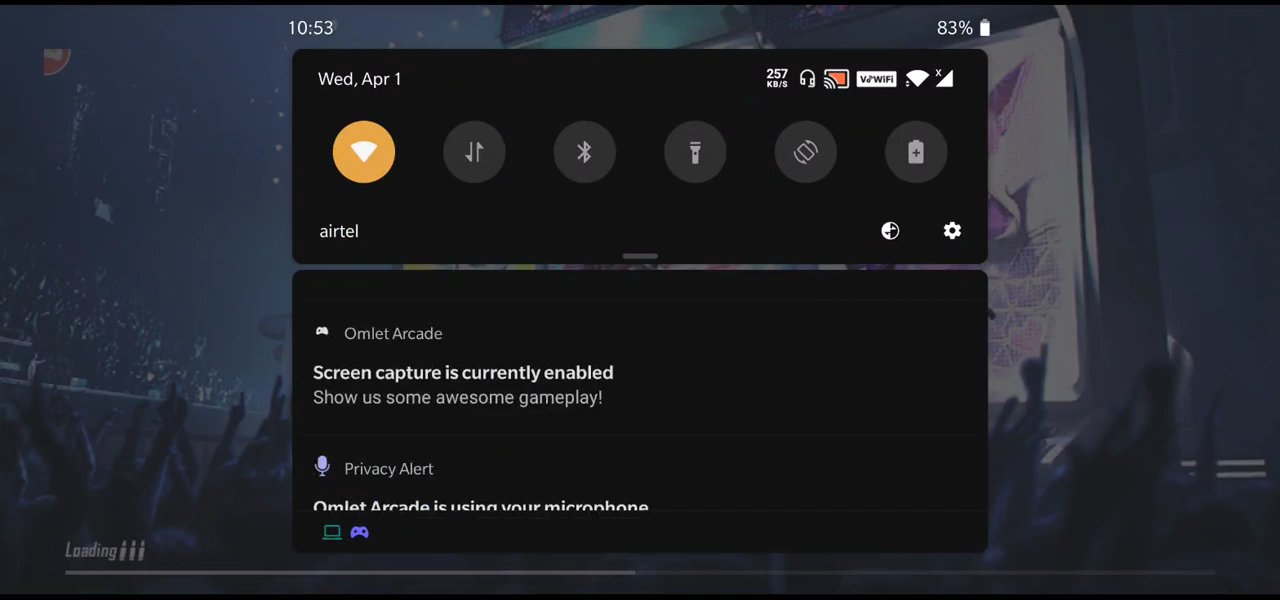 10:53
83%
Wed, Apr 1
257
KB/S
VoWiFi
X
airtel
Omlet Arcade
Screen capture is currently enabled
Show us some awesome gameplay!
Privacy Alert
Omlet Arcade is using your microphone
Loading